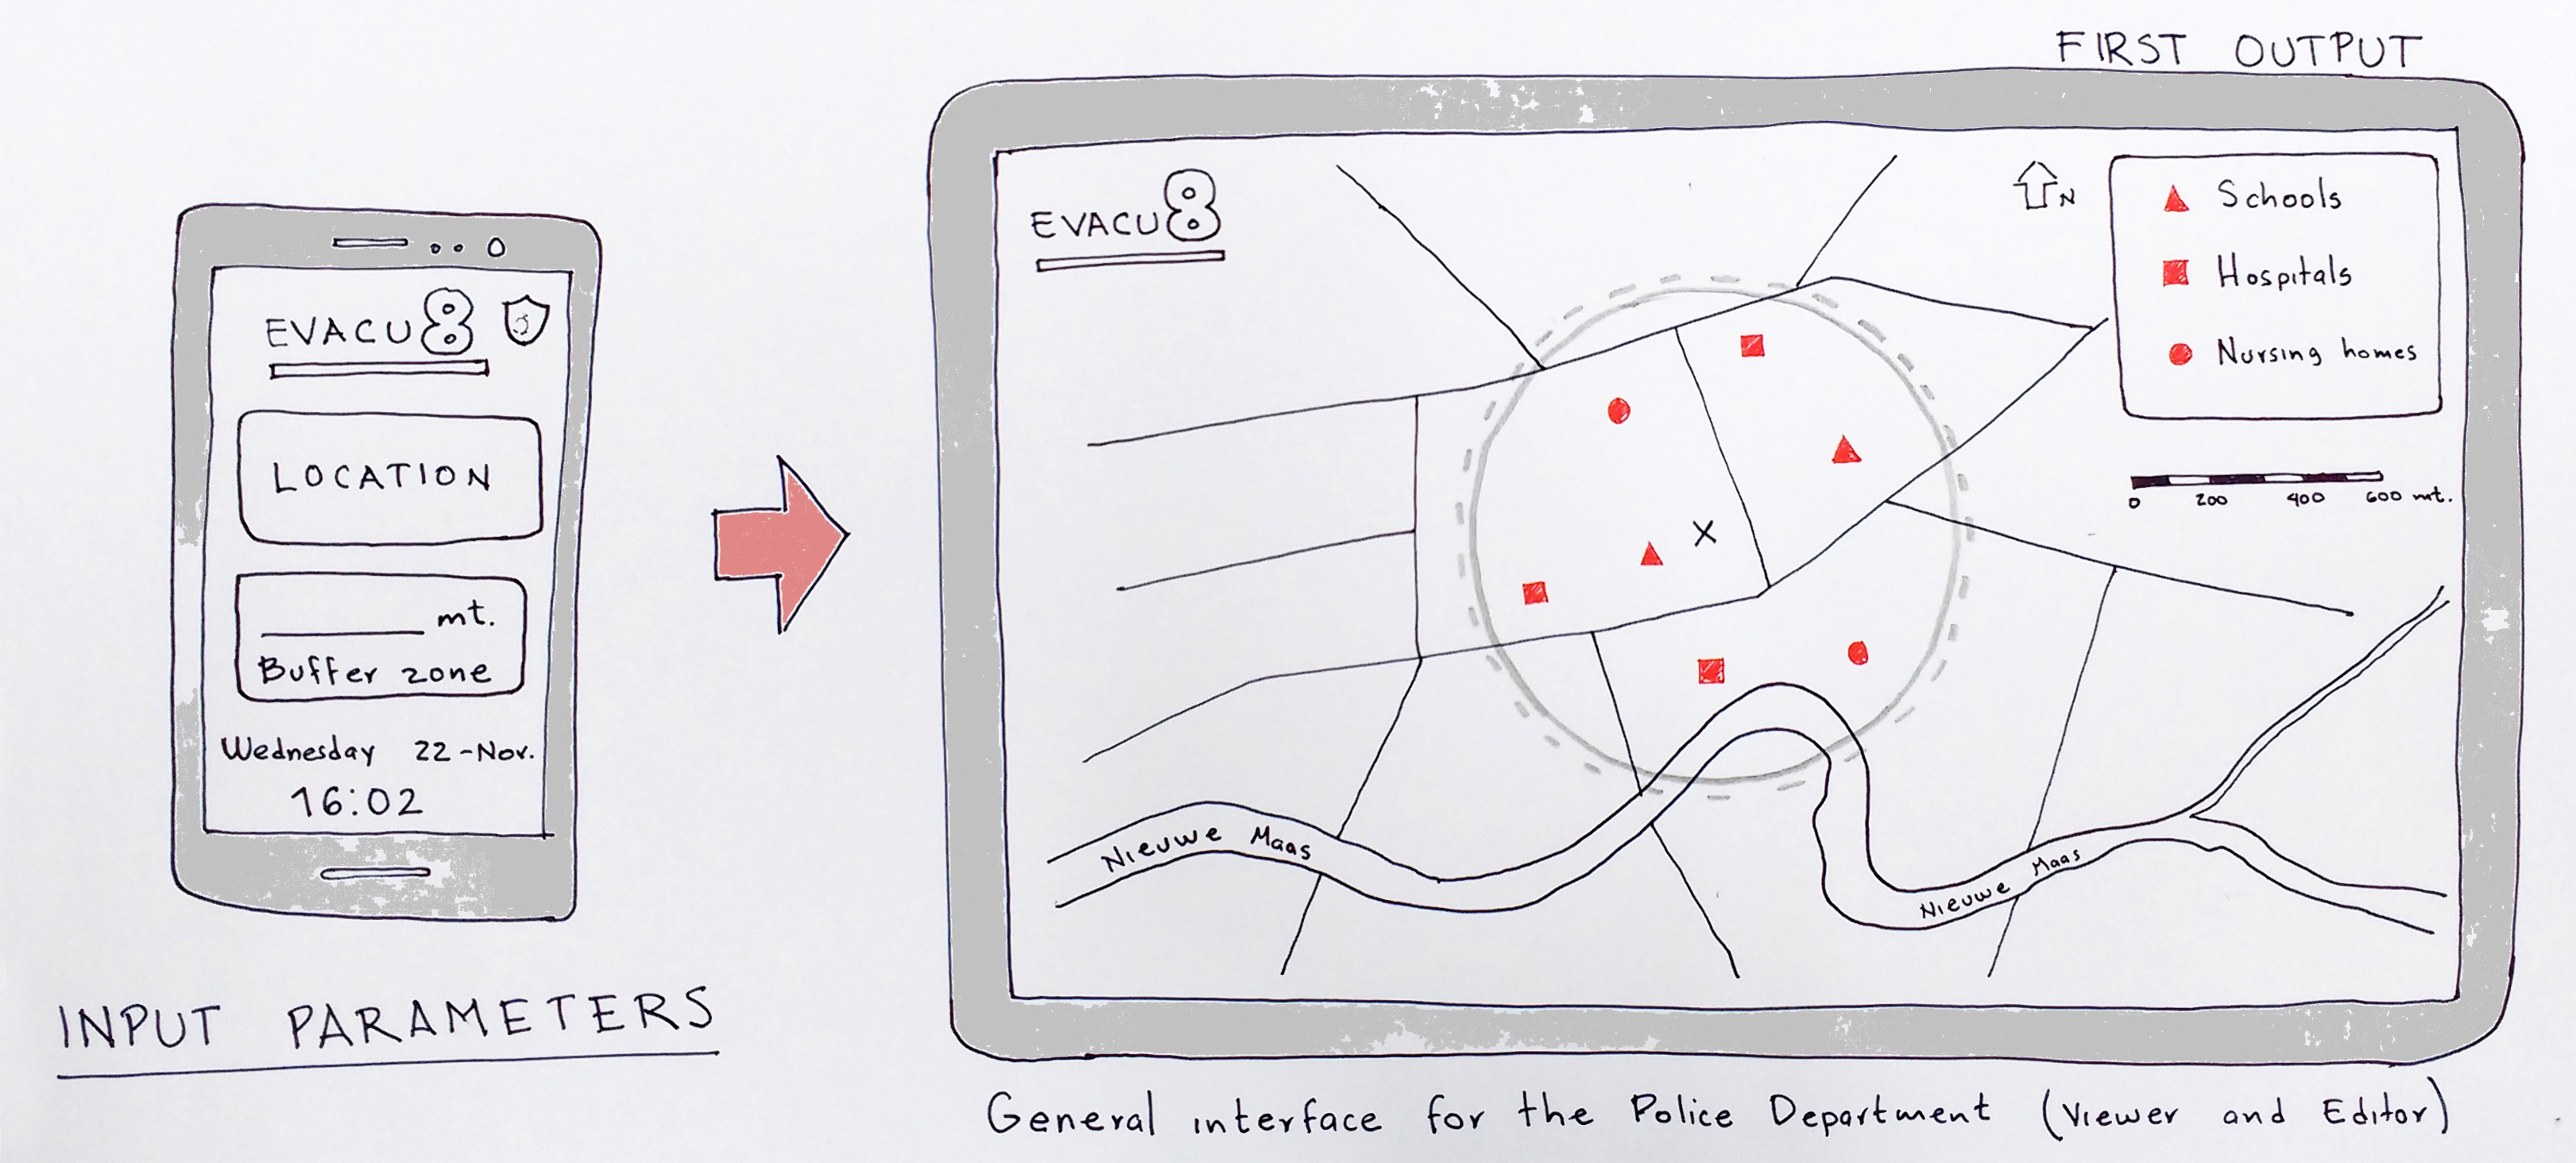 EVACU8
LOCATION
______ mt.
Buffer zone
Wednesday 22-Nov.
16:02
INPUT PARAMETERS
FIRST OUTPUT
EVACU8
N
Schools
Hospitals
Nursing homes
0 200 400 600 mt.
X
Nieuwe Maas
Nieuwe Maas
General interface for the Police Department (Viewer and Editor)